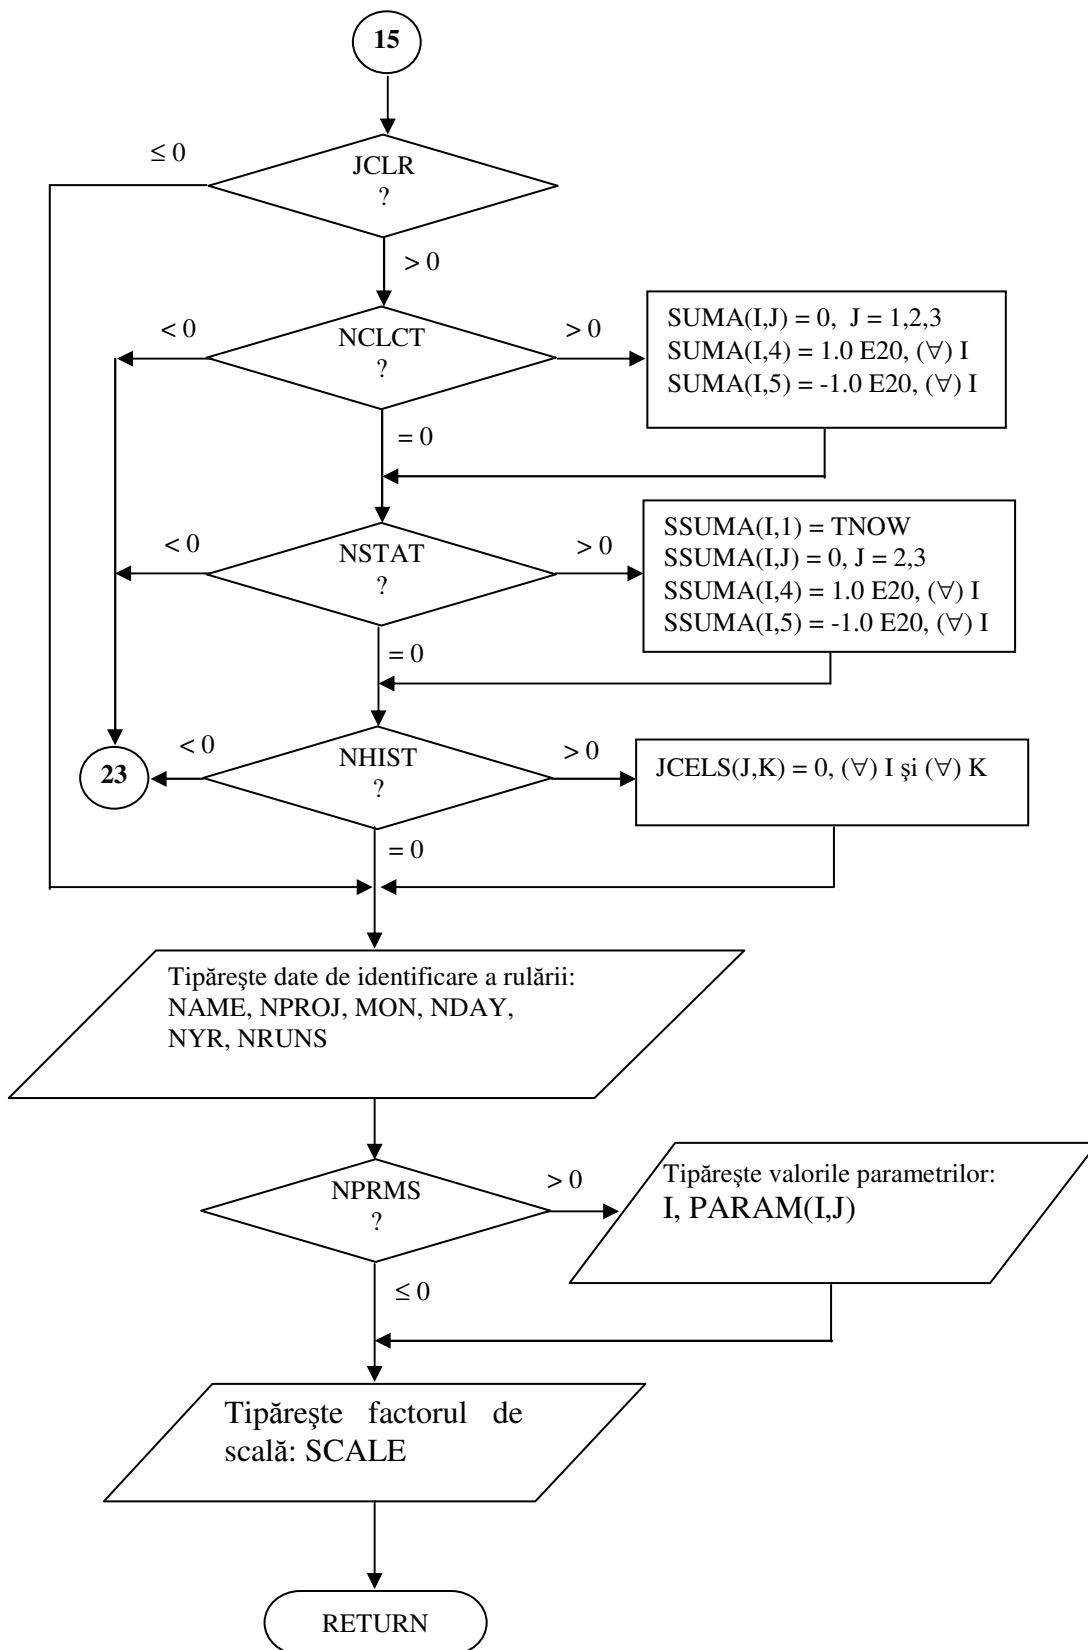 15
≤ 0
JCLR
?
> 0
< 0
NCLCT
?
> 0
SUMA(I,J) = 0, J = 1,2,3
SUMA(I,4) = 1.0 E20, (∀) I
SUMA(I,5) = -1.0 E20, (∀) I
= 0
< 0
NSTAT
?
> 0
SSUMA(I,1) = TNOW
SSUMA(I,J) = 0, J = 2,3
SSUMA(I,4) = 1.0 E20, (∀) I
SSUMA(I,5) = -1.0 E20, (∀) I
= 0
23
< 0
NHIST
?
> 0
JCELS(J,K) = 0, (∀) I şi (∀) K
= 0
Tipăreşte date de identificare a rulării:
NAME, NPROJ, MON, NDAY,
NYR, NRUNS
NPRMS
?
> 0
Tipăreşte valorile parametrilor:
I, PARAM(I,J)
≤ 0
Tipăreşte factorul de
scală: SCALE
RETURN